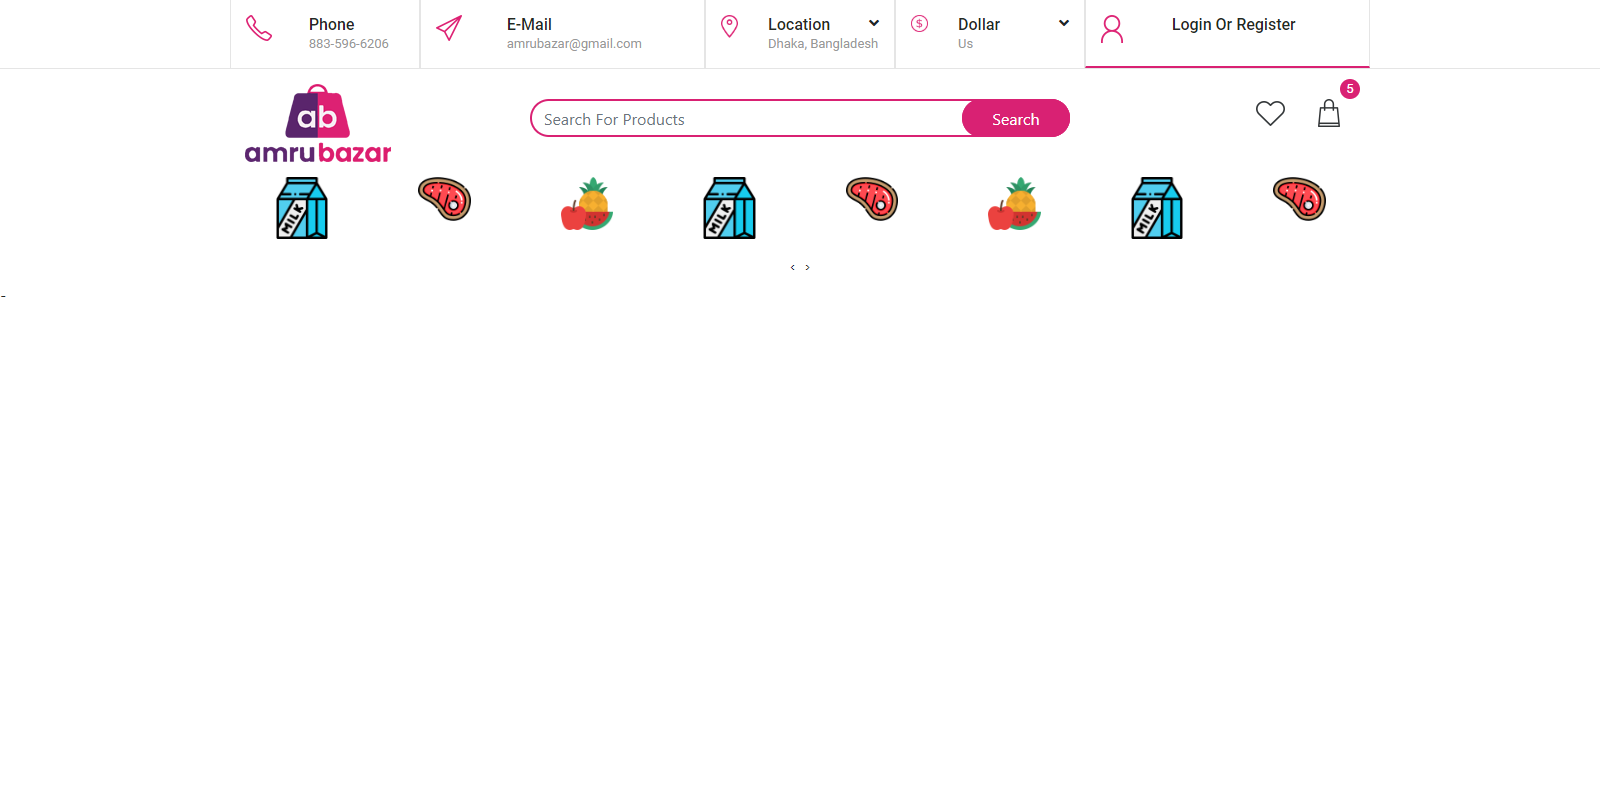 Phone
883-596-6206
E-Mail
amrubazar@gmail.com
Location
Dhaka, Bangladesh
Dollar
Us
Login Or Register
ab
amrubazar
Search For Products
Search
5
MILK
MILK
MILK
‹ ›
-